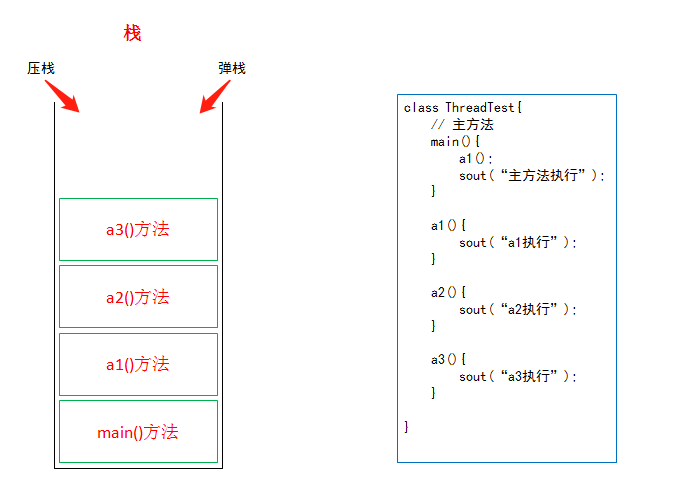 栈
压栈
弹栈
a3()方法
a2()方法
a1()方法
main()方法
class ThreadTest{
// 主方法
main(){
a1();
sout(“主方法执行”);
}
a1(){
sout(“a1执行”);
}
a2(){
sout(“a2执行”);
}
a3(){
sout(“a3执行”);
}
}